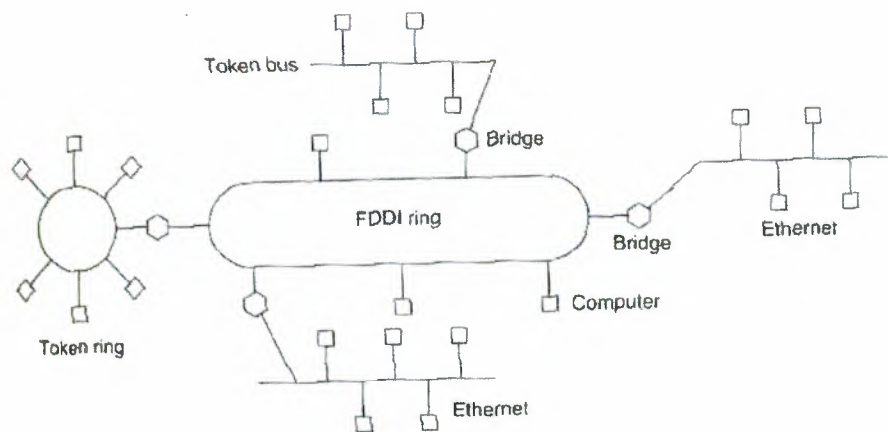 Token bus
Bridge
FDDI ring
Bridge
Ethernet
Computer
Token ring
Ethernet